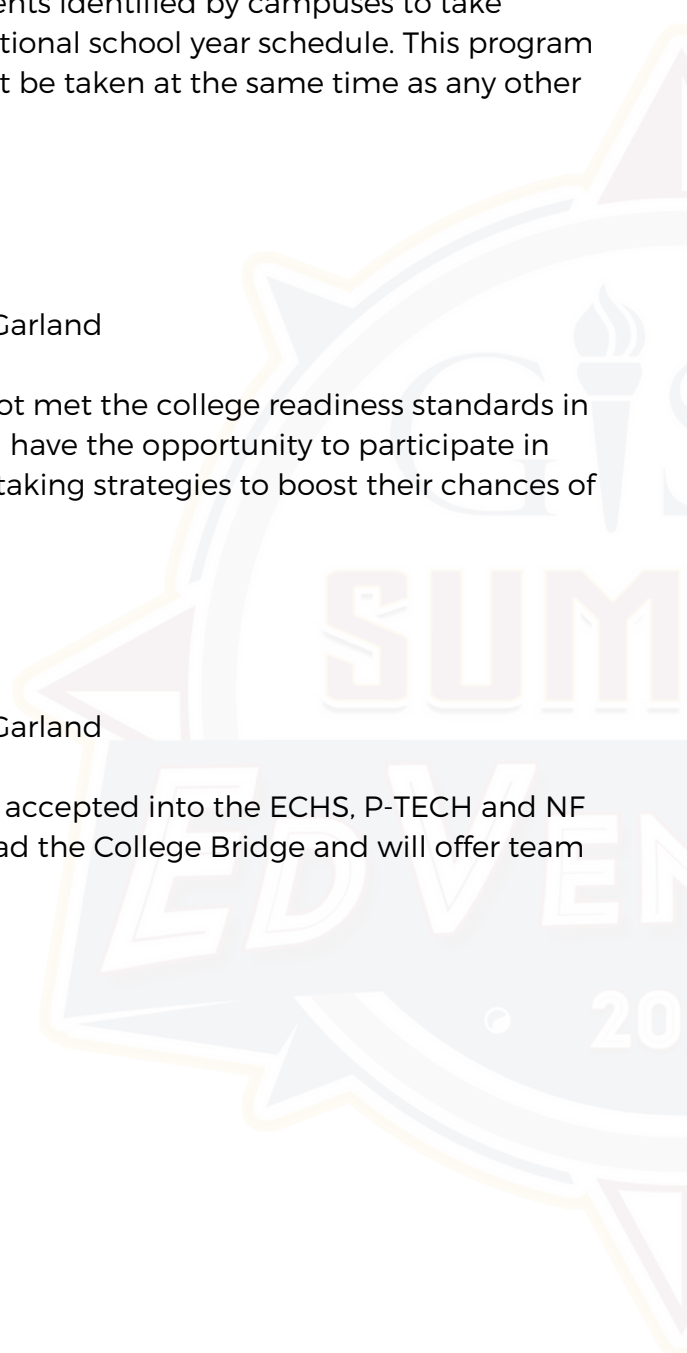 ents identified by campuses to take
tional school year schedule. This program
t be taken at the same time as any other
Garland
ot met the college readiness standards in
have the opportunity to participate in
taking strategies to boost their chances of
Garland
accepted into the ECHS, P-TECH and NF
ad the College Bridge and will offer team
GIS
SUM
EDVEN
20